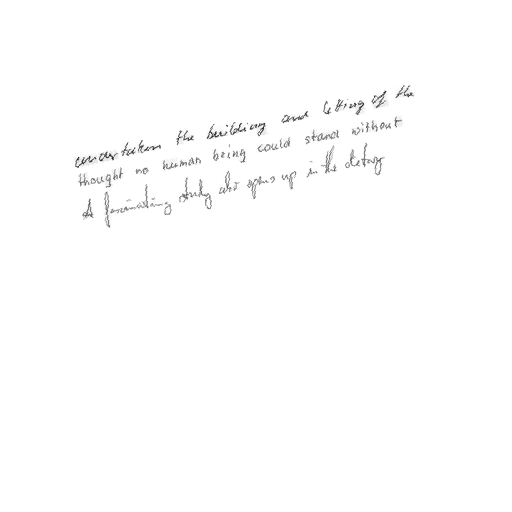 undertaken the building and letting of the
thought no human being could stand without
A fascinating study also opens up in the detag